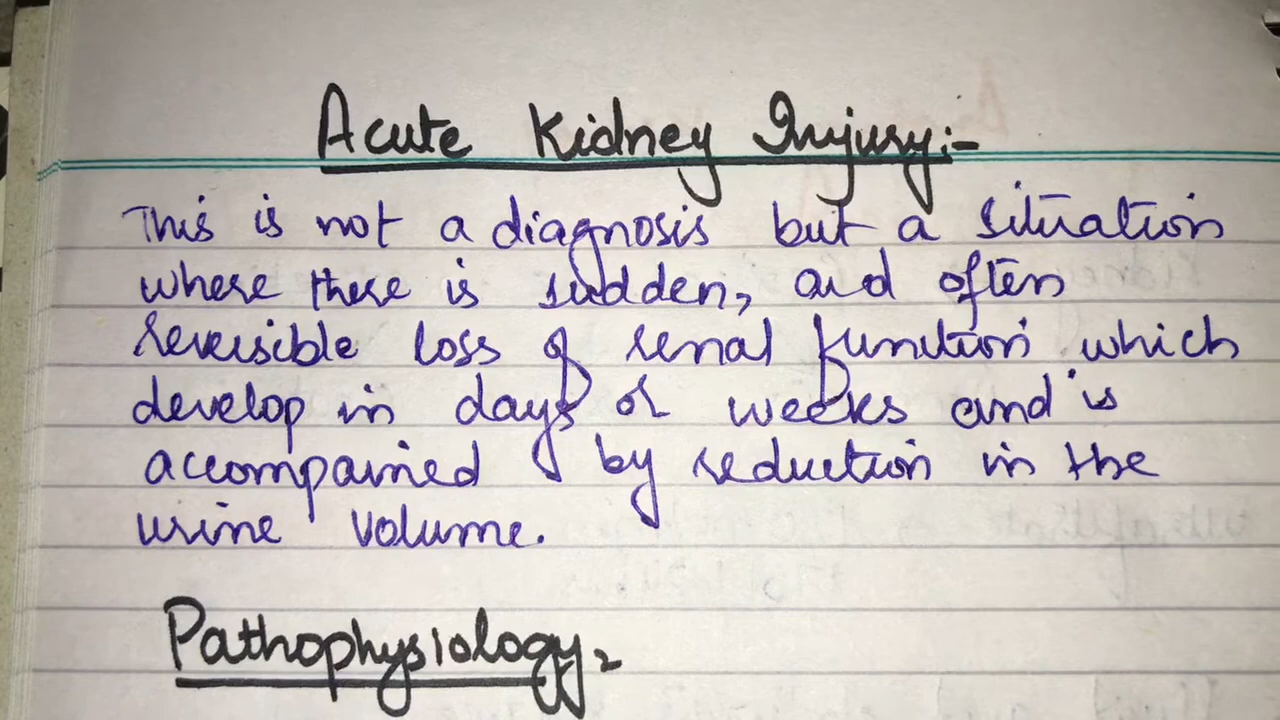 Acute Kidney Injury:-
This is not a diagnosis but a situation
where there is sudden, and often
reversible loss of renal function which
develop in days or weeks and is
accompained by reduction in the
urine volume.
Pathophysiology: